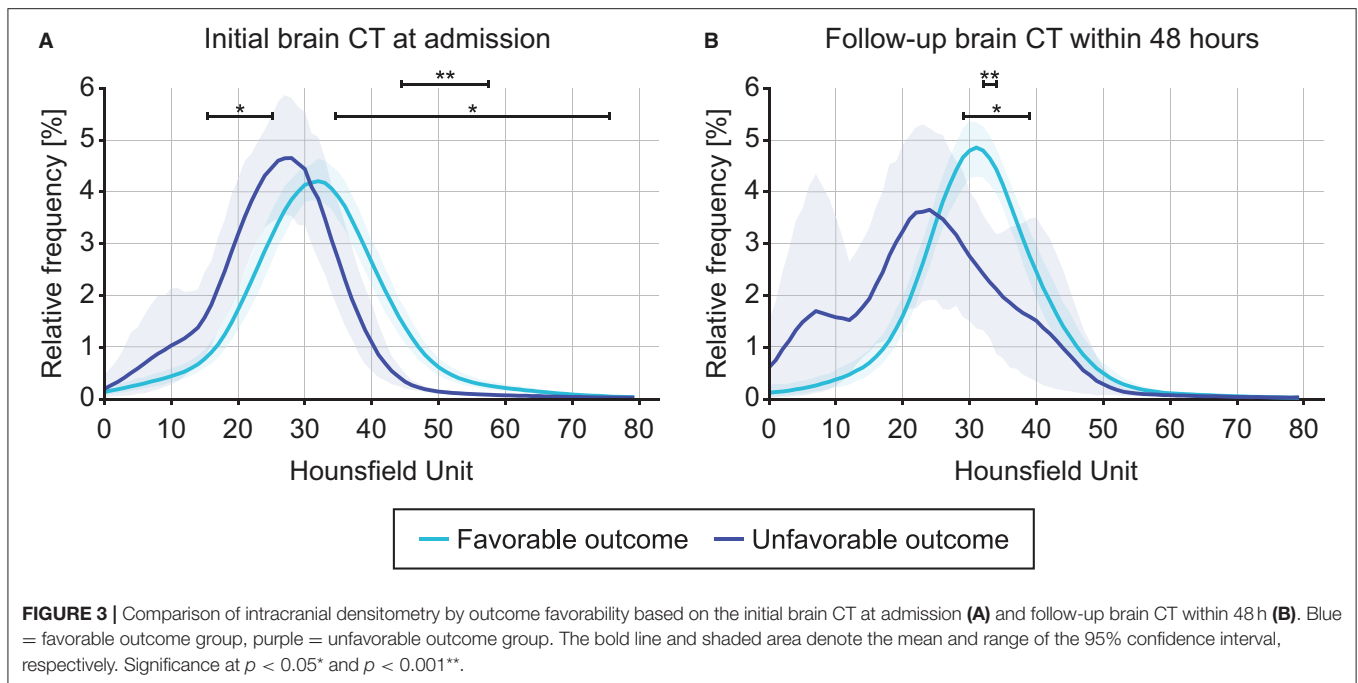 A Initial brain CT at admission
** 
* *
6
5
4
3
2
1
0
Relative frequency [%]
0 10 20 30 40 50 60 70 80
Hounsfield Unit
B Follow-up brain CT within 48 hours
**
*
6
5
4
3
2
1
0
Relative frequency [%]
0 10 20 30 40 50 60 70 80
Hounsfield Unit
Favorable outcome Unfavorable outcome
FIGURE 3 | Comparison of intracranial densitometry by outcome favorability based on the initial brain CT at admission (A) and follow-up brain CT within 48 h (B). Blue
= favorable outcome group, purple = unfavorable outcome group. The bold line and shaded area denote the mean and range of the 95% confidence interval,
respectively. Significance at p < 0.05* and p < 0.001**.